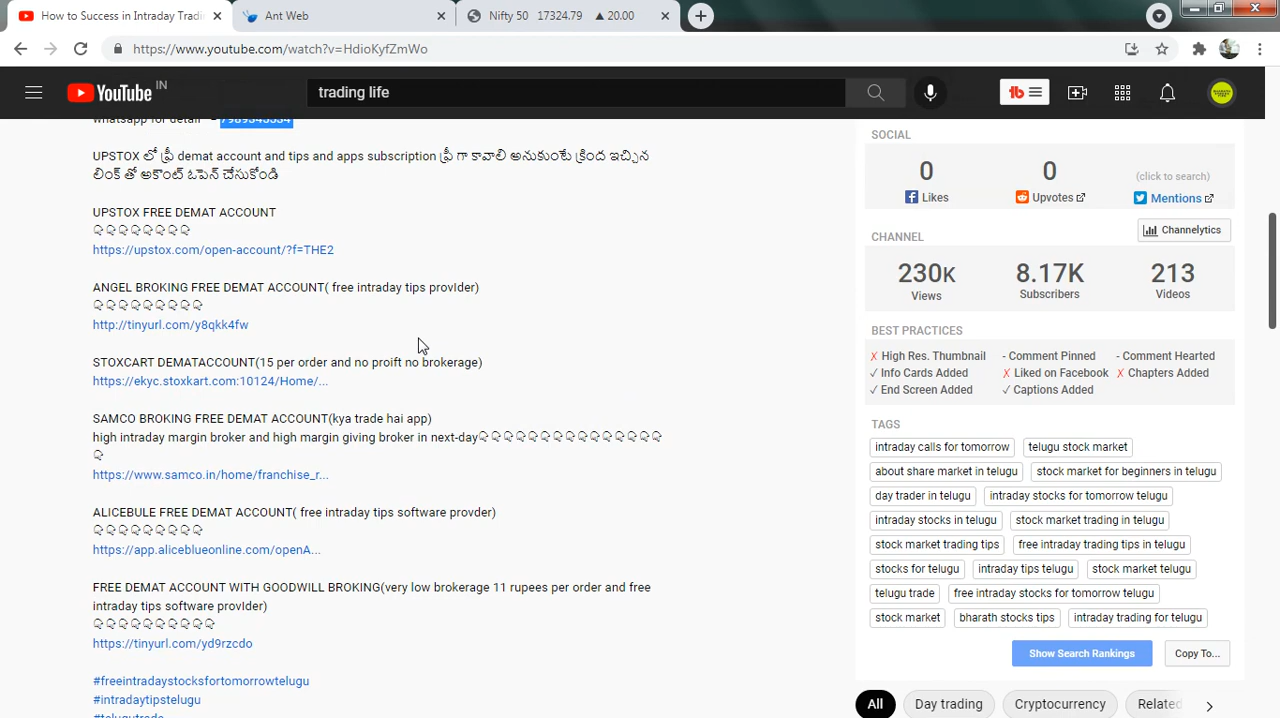 How to Success in Intraday Tradi
Ant Web
Nifty 50 17324.79 ▲ 20.00
https://www.youtube.com/watch?v=HdioKyfZmWo
YouTube IN
trading life
whatsapp for detail
UPSTOX లో ఫ్రీ demat account and tips and apps subscription ఫ్రీ గా కావాలి అనుకుంటే క్రింద ఇచ్చిన
లింక్ తో అకౌంట్ ఓపెన్ చేసుకోండి
UPSTOX FREE DEMAT ACCOUNT
👇👇👇👇👇👇👇👇
https://upstox.com/open-account/?f=THE2
ANGEL BROKING FREE DEMAT ACCOUNT( free intraday tips provIder)
👇👇👇👇👇👇👇👇👇
http://tinyurl.com/y8qkk4fw
STOXCART DEMATACCOUNT(15 per order and no proift no brokerage)
https://ekyc.stoxkart.com:10124/Home/...
SAMCO BROKING FREE DEMAT ACCOUNT(kya trade hai app)
high intraday margin broker and high margin giving broker in next-day👇👇👇👇👇👇👇👇👇👇👇👇👇👇👇
👇
https://www.samco.in/home/franchise_r...
ALICEBULE FREE DEMAT ACCOUNT( free intraday tips software provder)
👇👇👇👇👇👇👇👇👇
https://app.aliceblueonline.com/openA...
FREE DEMAT ACCOUNT WITH GOODWILL BROKING(very low brokerage 11 rupees per order and free
intraday tips software provIder)
👇👇👇👇👇👇👇👇👇👇
https://tinyurl.com/yd9rzcdo
#freeintradaystocksfortomorrowtelugu
#intradaytipstelugu
#telugutrade
SOCIAL
0 0 (click to search)
Likes Upvotes Mentions
CHANNEL Channelytics
230K 8.17K 213
Views Subscribers Videos
BEST PRACTICES
✗ High Res. Thumbnail - Comment Pinned - Comment Hearted
✓ Info Cards Added ✗ Liked on Facebook ✗ Chapters Added
✓ End Screen Added ✓ Captions Added
TAGS
intraday calls for tomorrow telugu stock market
about share market in telugu stock market for beginners in telugu
day trader in telugu intraday stocks for tomorrow telugu
intraday stocks in telugu stock market trading in telugu
stock market trading tips free intraday trading tips in telugu
stocks for telugu intraday tips telugu stock market telugu
telugu trade free intraday stocks for tomorrow telugu
stock market bharath stocks tips intraday trading for telugu
Show Search Rankings Copy To...
All Day trading Cryptocurrency Related